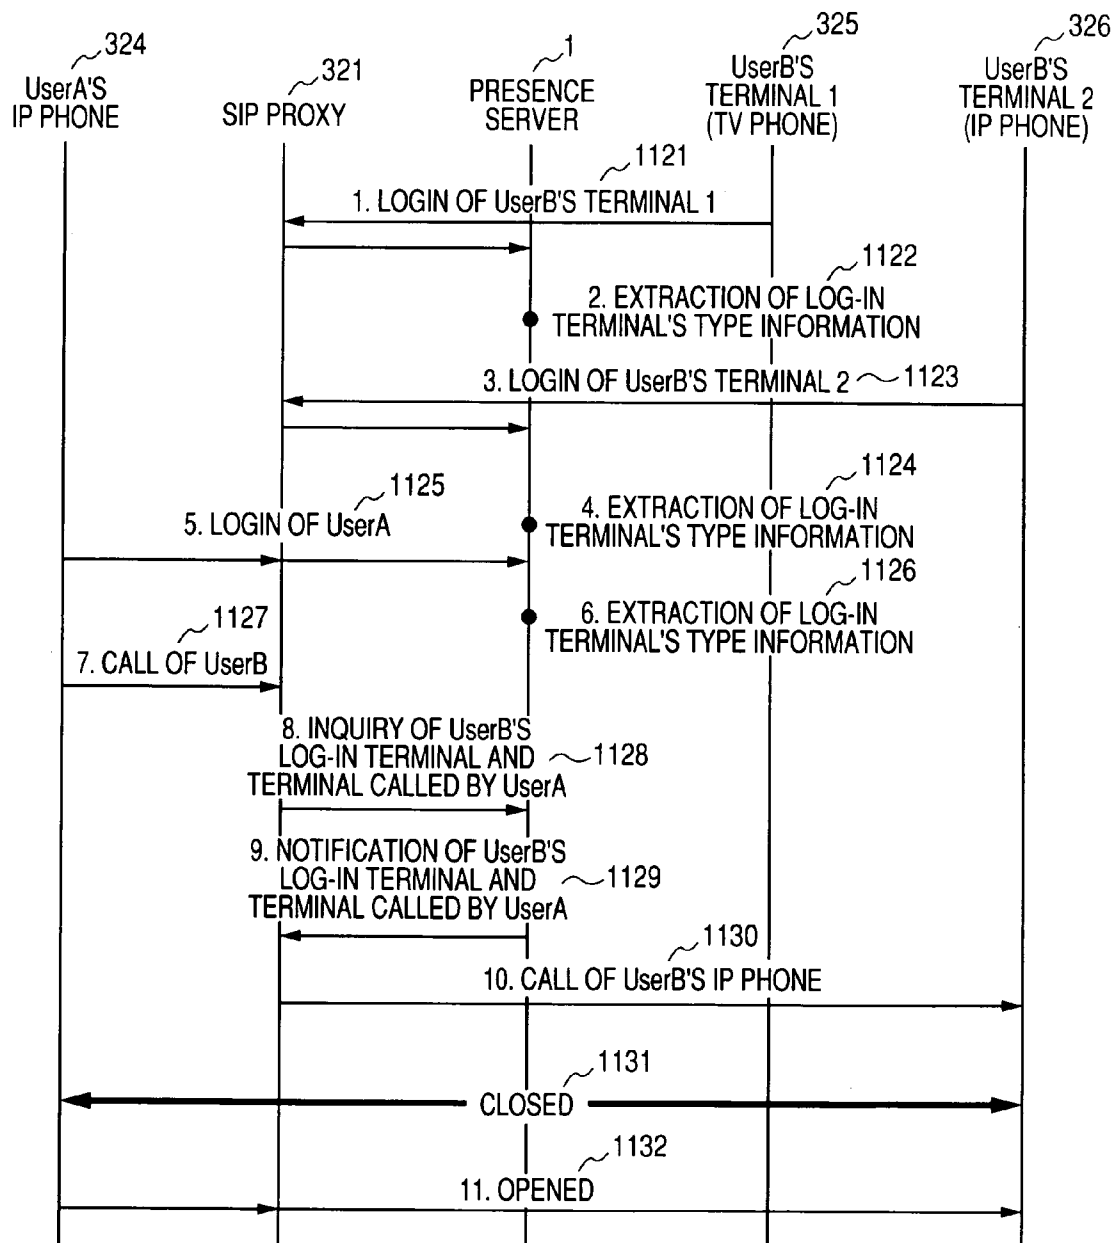 324
UserA'S
IP PHONE
321
SIP PROXY
1
PRESENCE
SERVER
325
UserB'S
TERMINAL 1
(TV PHONE)
326
UserB'S
TERMINAL 2
(IP PHONE)
1121
1. LOGIN OF UserB'S TERMINAL 1
1122
2. EXTRACTION OF LOG-IN
TERMINAL'S TYPE INFORMATION
3. LOGIN OF UserB'S TERMINAL 2
1123
1125
5. LOGIN OF UserA
1124
4. EXTRACTION OF LOG-IN
TERMINAL'S TYPE INFORMATION
1126
6. EXTRACTION OF LOG-IN
TERMINAL'S TYPE INFORMATION
1127
7. CALL OF UserB
8. INQUIRY OF UserB'S
LOG-IN TERMINAL AND
TERMINAL CALLED BY UserA
1128
9. NOTIFICATION OF UserB'S
LOG-IN TERMINAL AND
TERMINAL CALLED BY UserA
1129
1130
10. CALL OF UserB'S IP PHONE
1131
CLOSED
1132
11. OPENED